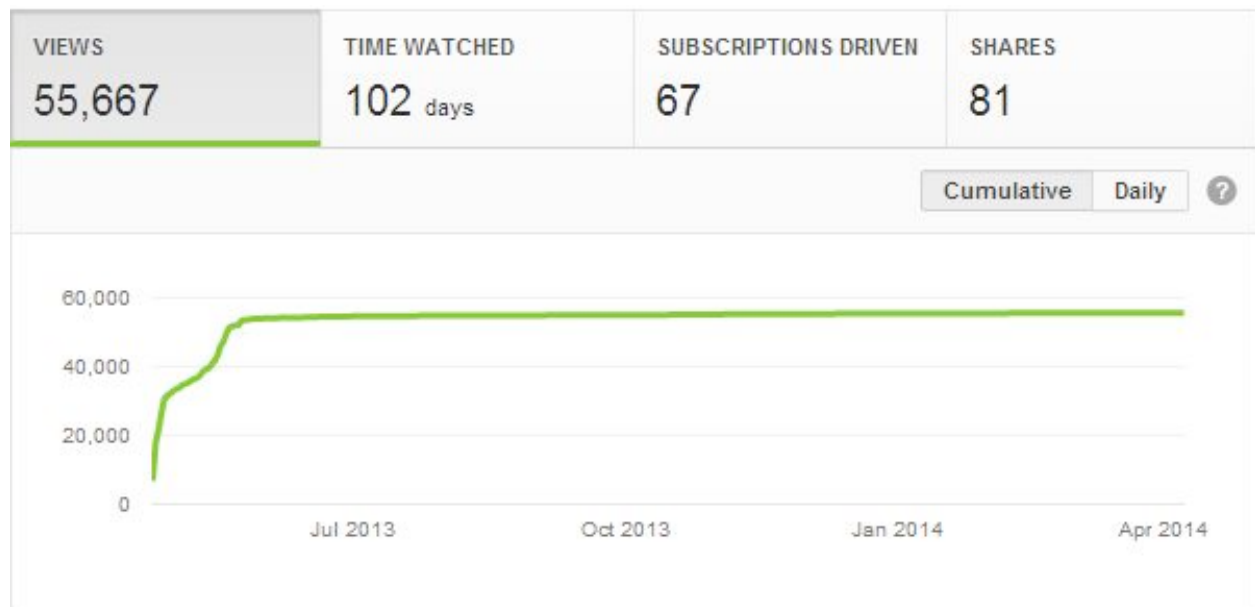 VIEWS TIME WATCHED SUBSCRIPTIONS DRIVEN SHARES
55,667 102 days 67 81
Cumulative Daily ?
60,000
40,000
20,000
0
Jul 2013 Oct 2013 Jan 2014 Apr 2014